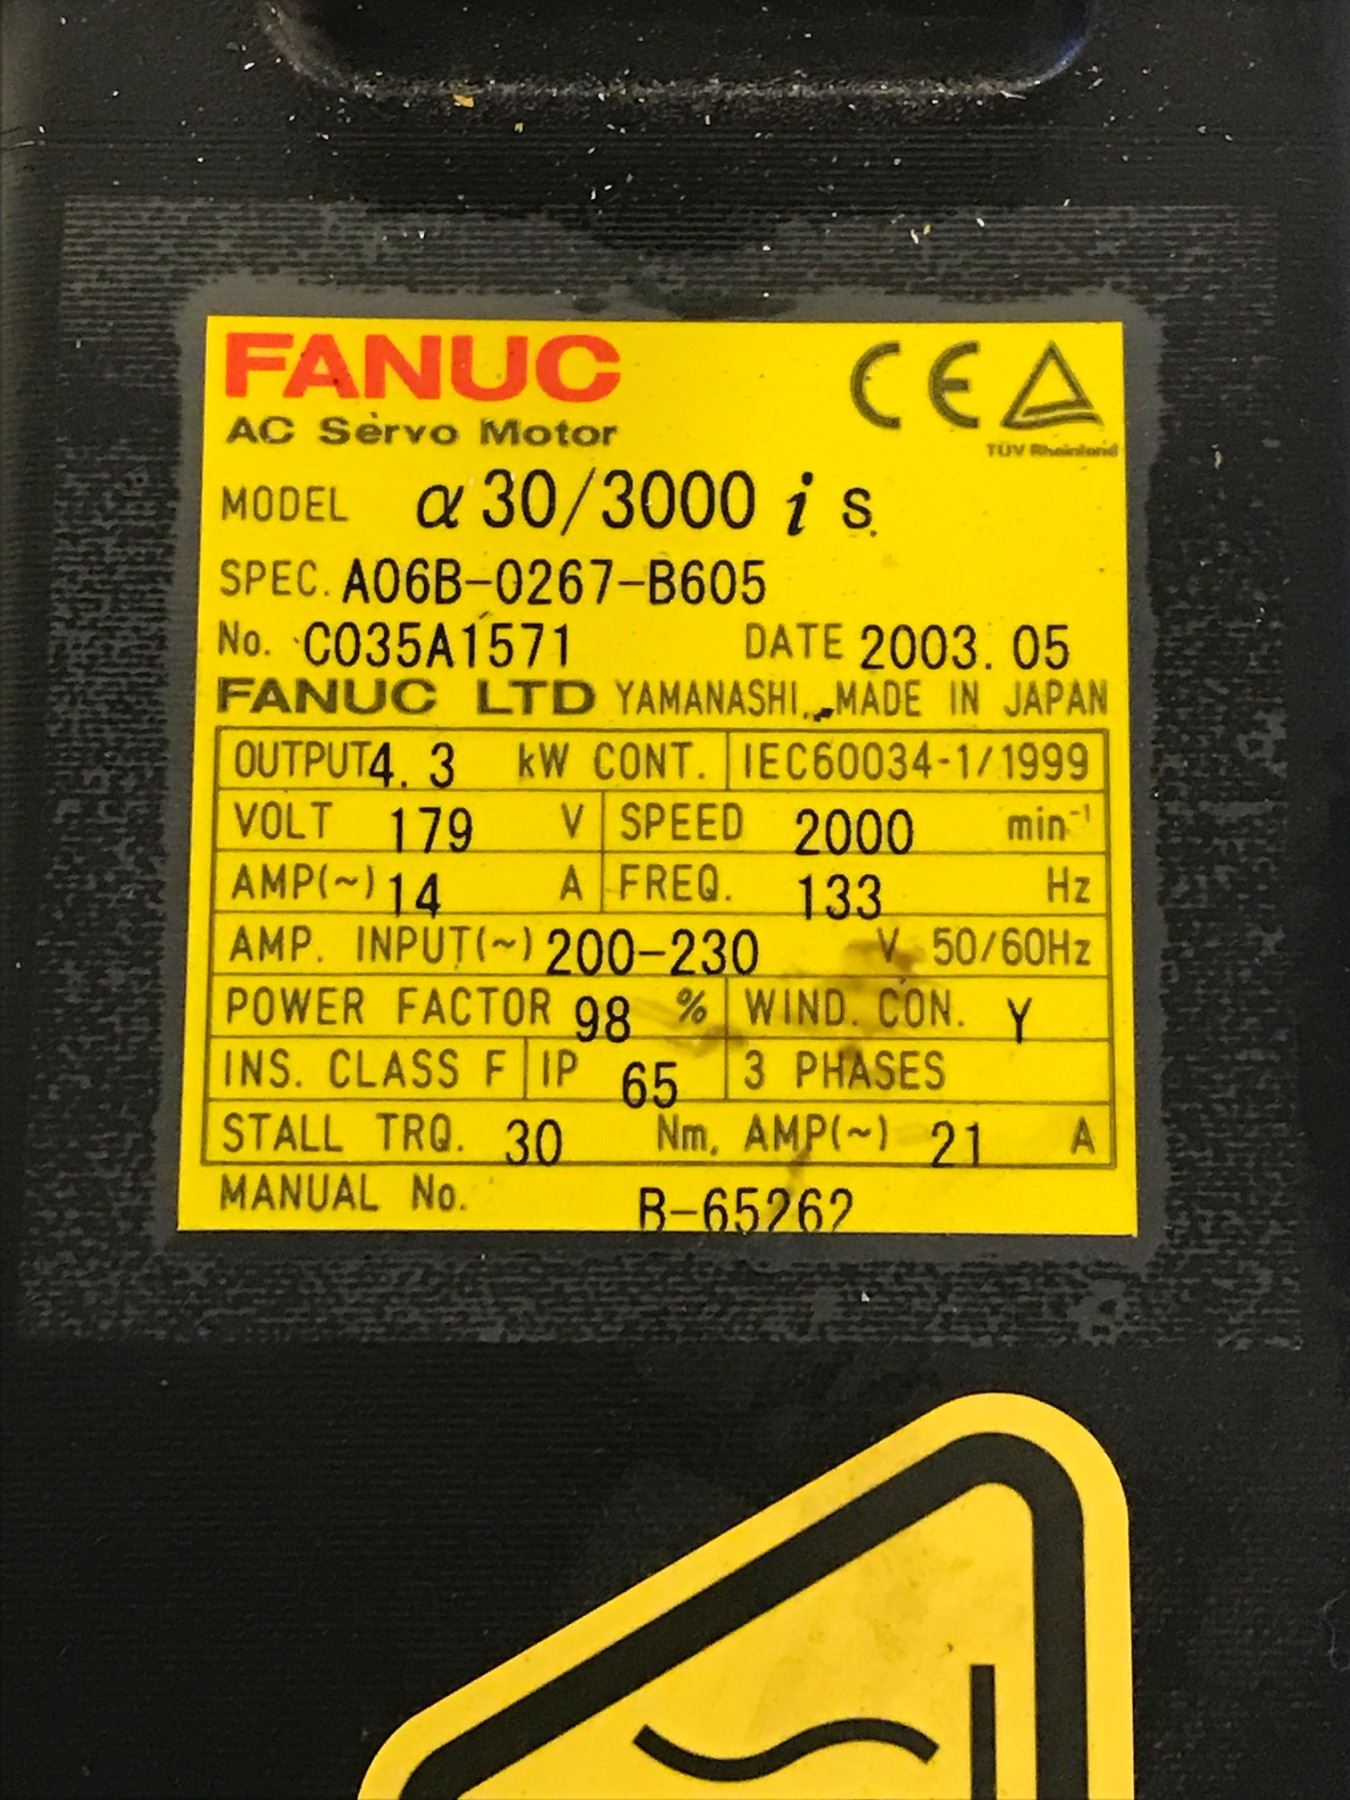 FANUC
CE
AC Servo Motor
TÜV Rheinland
MODEL α 30/3000 i s
SPEC. A06B-0267-B605
No. C035A1571 DATE 2003.05
FANUC LTD YAMANASHI, MADE IN JAPAN
OUTPUT 4.3 kW CONT. IEC60034-1/1999
VOLT 179 V SPEED 2000 min⁻¹
AMP(~) 14 A FREQ. 133 Hz
AMP. INPUT(~) 200-230 V 50/60Hz
POWER FACTOR 98 % WIND. CON. Y
INS. CLASS F IP 65 3 PHASES
STALL TRQ. 30 Nm, AMP(~) 21 A
MANUAL No. B-65262